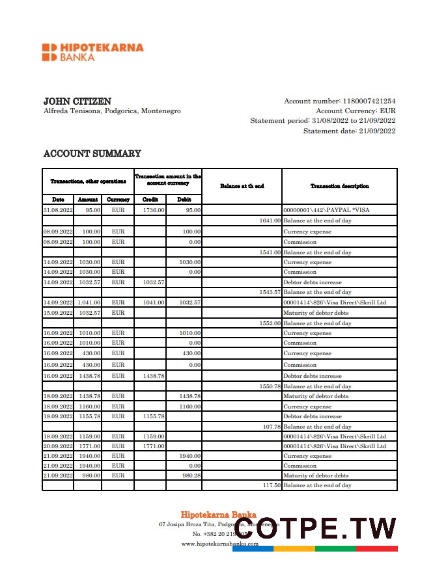 HIPOTEKARNA
BANKA
JOHN CITIZEN
Alfreda Tenisona, Podgorica, Montenegro
Account number: 1180007421254
Account Currency: EUR
Statement period: 31/08/2022 to 21/09/2022
Statement date: 21/09/2022
ACCOUNT SUMMARY
Transactions, other operations Transaction amount in the account currency Balance at th end Transaction description
Date Amount Currency Credit Debit
31.08.2022 95.00 EUR 1736.00 95.00 00000001\442\PAYPAL *VISA
1641.00 Balance at the end of day
08.09.2022 100.00 EUR 100.00 Currency expense
08.09.2022 100.00 EUR 0.00 Commission
1541.00 Balance at the end of day
14.09.2022 1030.00 EUR 1030.00 Currency expense
14.09.2022 1030.00 EUR 0.00 Commission
14.09.2022 1032.57 EUR 1032.57 Debtor debts increase
1543.57 Balance at the end of day
14.09.2022 1,041.00 EUR 1041.00 1032.57 00001414\826\Visa Direct\Skrill Ltd
15.09.2022 1032.57 EUR Maturity of debtor debts
1552.00 Balance at the end of day
16.09.2022 1010.00 EUR 1010.00 Currency expense
16.09.2022 1010.00 EUR 0.00 Commission
16.09.2022 430.00 EUR 430.00 Currency expense
16.09.2022 430.00 EUR 0.00 Commission
16.09.2022 1438.78 EUR 1438.78 Debtor debts increase
1550.78 Balance at the end of day
18.09.2022 1438.78 EUR 1438.78 Maturity of debtor debts
18.09.2022 1160.00 EUR 1160.00 Currency expense
18.09.2022 1155.78 EUR 1155.78 Debtor debts increase
107.78 Balance at the end of day
18.09.2022 1159.00 EUR 1159.00 00001414\826\Visa Direct\Skrill Ltd
20.09.2022 1771.00 EUR 1771.00 00001414\826\Visa Direct\Skrill Ltd
21.09.2022 1940.00 EUR 1940.00 Currency expense
21.09.2022 1940.00 EUR 0.00 Commission
21.09.2022 980.00 EUR 980.28 Maturity of debtor debts
117.50 Balance at the end of day
Hipotekarna Banka
67 Josipa Broza Tita,
No. +382 20
www.hipotekarnabanka.com
COTPE.TW